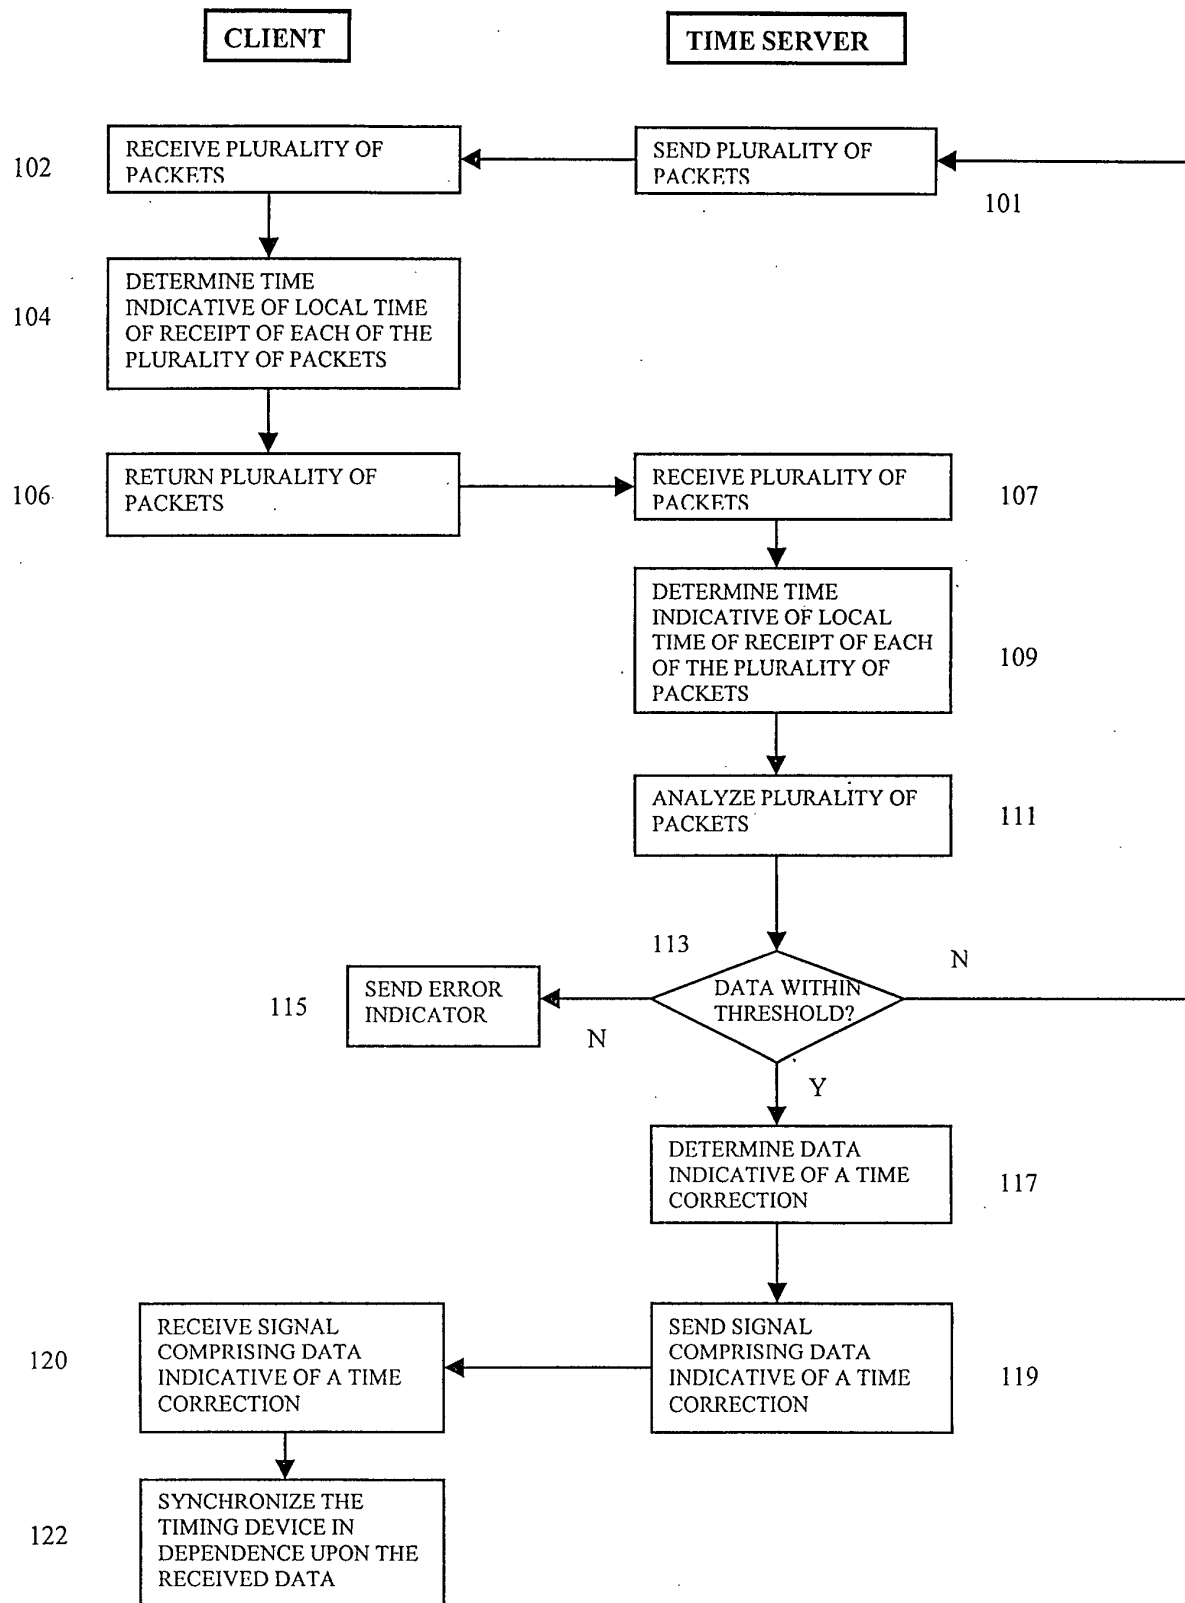 CLIENT
TIME SERVER
102
RECEIVE PLURALITY OF
PACKETS
SEND PLURALITY OF
PACKETS
101
104
DETERMINE TIME
INDICATIVE OF LOCAL TIME
OF RECEIPT OF EACH OF THE
PLURALITY OF PACKETS
106
RETURN PLURALITY OF
PACKETS
RECEIVE PLURALITY OF
PACKETS
107
DETERMINE TIME
INDICATIVE OF LOCAL
TIME OF RECEIPT OF EACH
OF THE PLURALITY OF
PACKETS
109
ANALYZE PLURALITY OF
PACKETS
111
113
N
115
SEND ERROR
INDICATOR
DATA WITHIN
THRESHOLD?
N
Y
DETERMINE DATA
INDICATIVE OF A TIME
CORRECTION
117
120
RECEIVE SIGNAL
COMPRISING DATA
INDICATIVE OF A TIME
CORRECTION
SEND SIGNAL
COMPRISING DATA
INDICATIVE OF A TIME
CORRECTION
119
122
SYNCHRONIZE THE
TIMING DEVICE IN
DEPENDENCE UPON THE
RECEIVED DATA